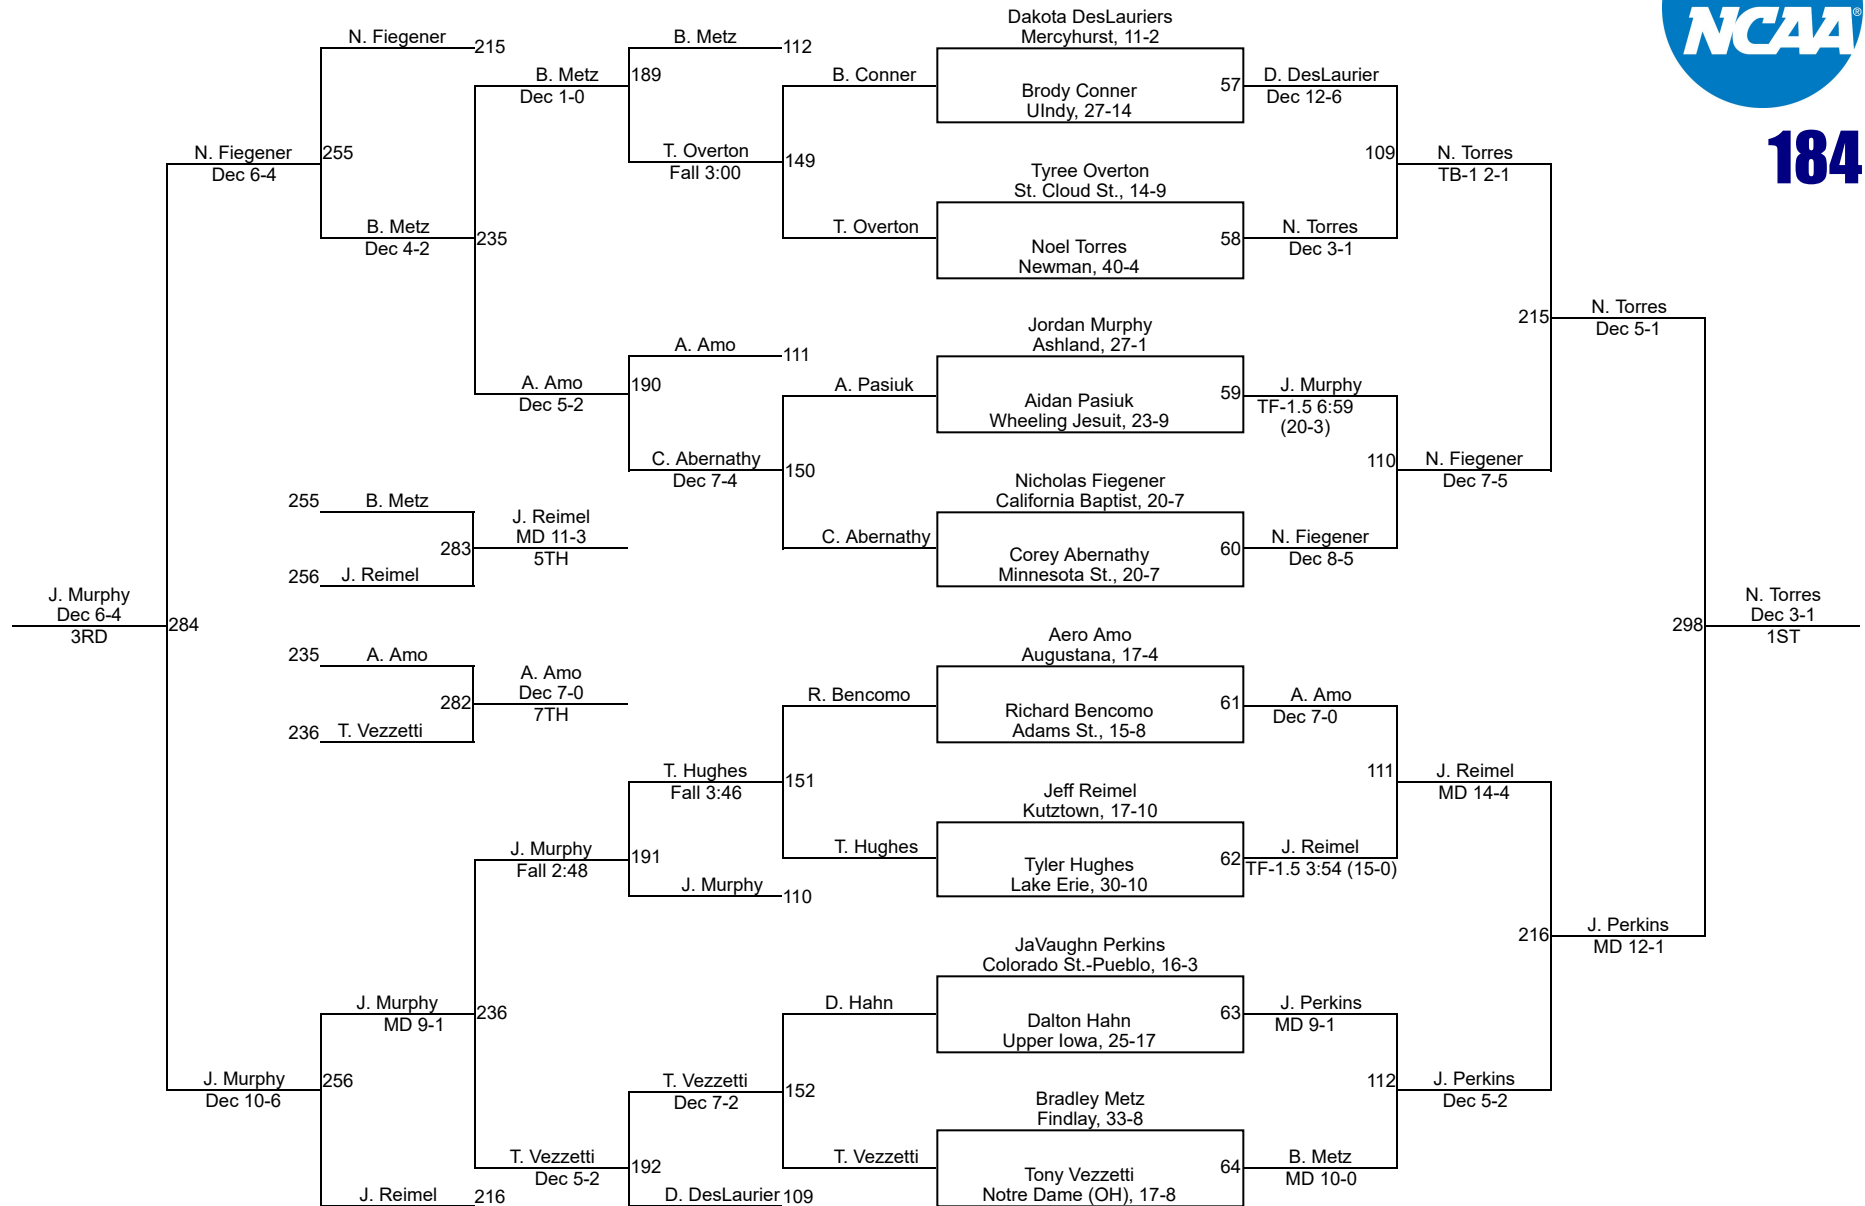 NCAA®
184
Dakota DesLauriers
Mercyhurst, 11-2
N. Fiegener 215
B. Metz 112
B. Metz 189
Dec 1-0
B. Conner
57 D. DesLaurier
Dec 12-6
Brody Conner
UIndy, 27-14
N. Fiegener 255
Dec 6-4
T. Overton 149
Fall 3:00
109 N. Torres
TB-1 2-1
Tyree Overton
St. Cloud St., 14-9
B. Metz 235
Dec 4-2
T. Overton
58 N. Torres
Dec 3-1
Noel Torres
Newman, 40-4
215 N. Torres
Dec 5-1
Jordan Murphy
Ashland, 27-1
A. Amo 111
A. Amo 190
Dec 5-2
A. Pasiuk
59 J. Murphy
TF-1.5 6:59
(20-3)
Aidan Pasiuk
Wheeling Jesuit, 23-9
C. Abernathy 150
Dec 7-4
110 N. Fiegener
Dec 7-5
Nicholas Fiegener
California Baptist, 20-7
255 B. Metz
J. Reimel
MD 11-3
283
5TH
256 J. Reimel
C. Abernathy
60 N. Fiegener
Dec 8-5
Corey Abernathy
Minnesota St., 20-7
J. Murphy
Dec 6-4
3RD
284
298
N. Torres
Dec 3-1
1ST
Aero Amo
Augustana, 17-4
235 A. Amo
A. Amo
Dec 7-0
282
7TH
236 T. Vezzetti
R. Bencomo
61 A. Amo
Dec 7-0
Richard Bencomo
Adams St., 15-8
T. Hughes 151
Fall 3:46
111 J. Reimel
MD 14-4
Jeff Reimel
Kutztown, 17-10
J. Murphy 191
Fall 2:48
T. Hughes
62 J. Reimel
TF-1.5 3:54 (15-0)
Tyler Hughes
Lake Erie, 30-10
J. Murphy 110
216 J. Perkins
MD 12-1
JaVaughn Perkins
Colorado St.-Pueblo, 16-3
J. Murphy 236
MD 9-1
D. Hahn
63 J. Perkins
MD 9-1
Dalton Hahn
Upper Iowa, 25-17
J. Murphy 256
Dec 10-6
T. Vezzetti 152
Dec 7-2
112 J. Perkins
Dec 5-2
Bradley Metz
Findlay, 33-8
T. Vezzetti 192
Dec 5-2
T. Vezzetti
64 B. Metz
MD 10-0
Tony Vezzetti
Notre Dame (OH), 17-8
J. Reimel 216
D. DesLaurier 109